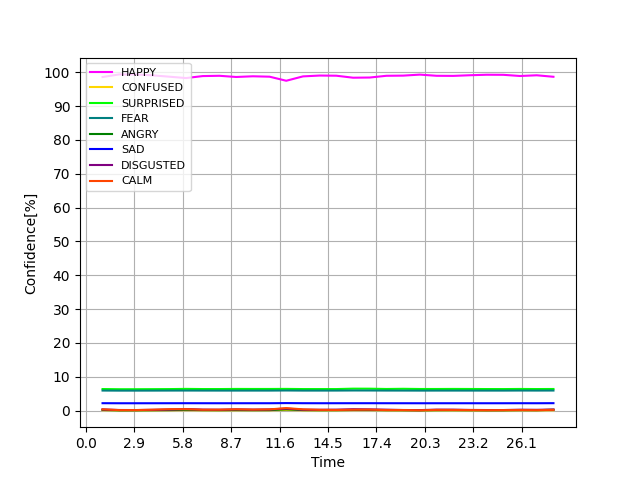 100
90
80
70
60
50
40
30
20
10
0
Confidence[%]
HAPPY
CONFUSED
SURPRISED
FEAR
ANGRY
SAD
DISGUSTED
CALM
0.0 2.9 5.8 8.7 11.6 14.5 17.4 20.3 23.2 26.1
Time